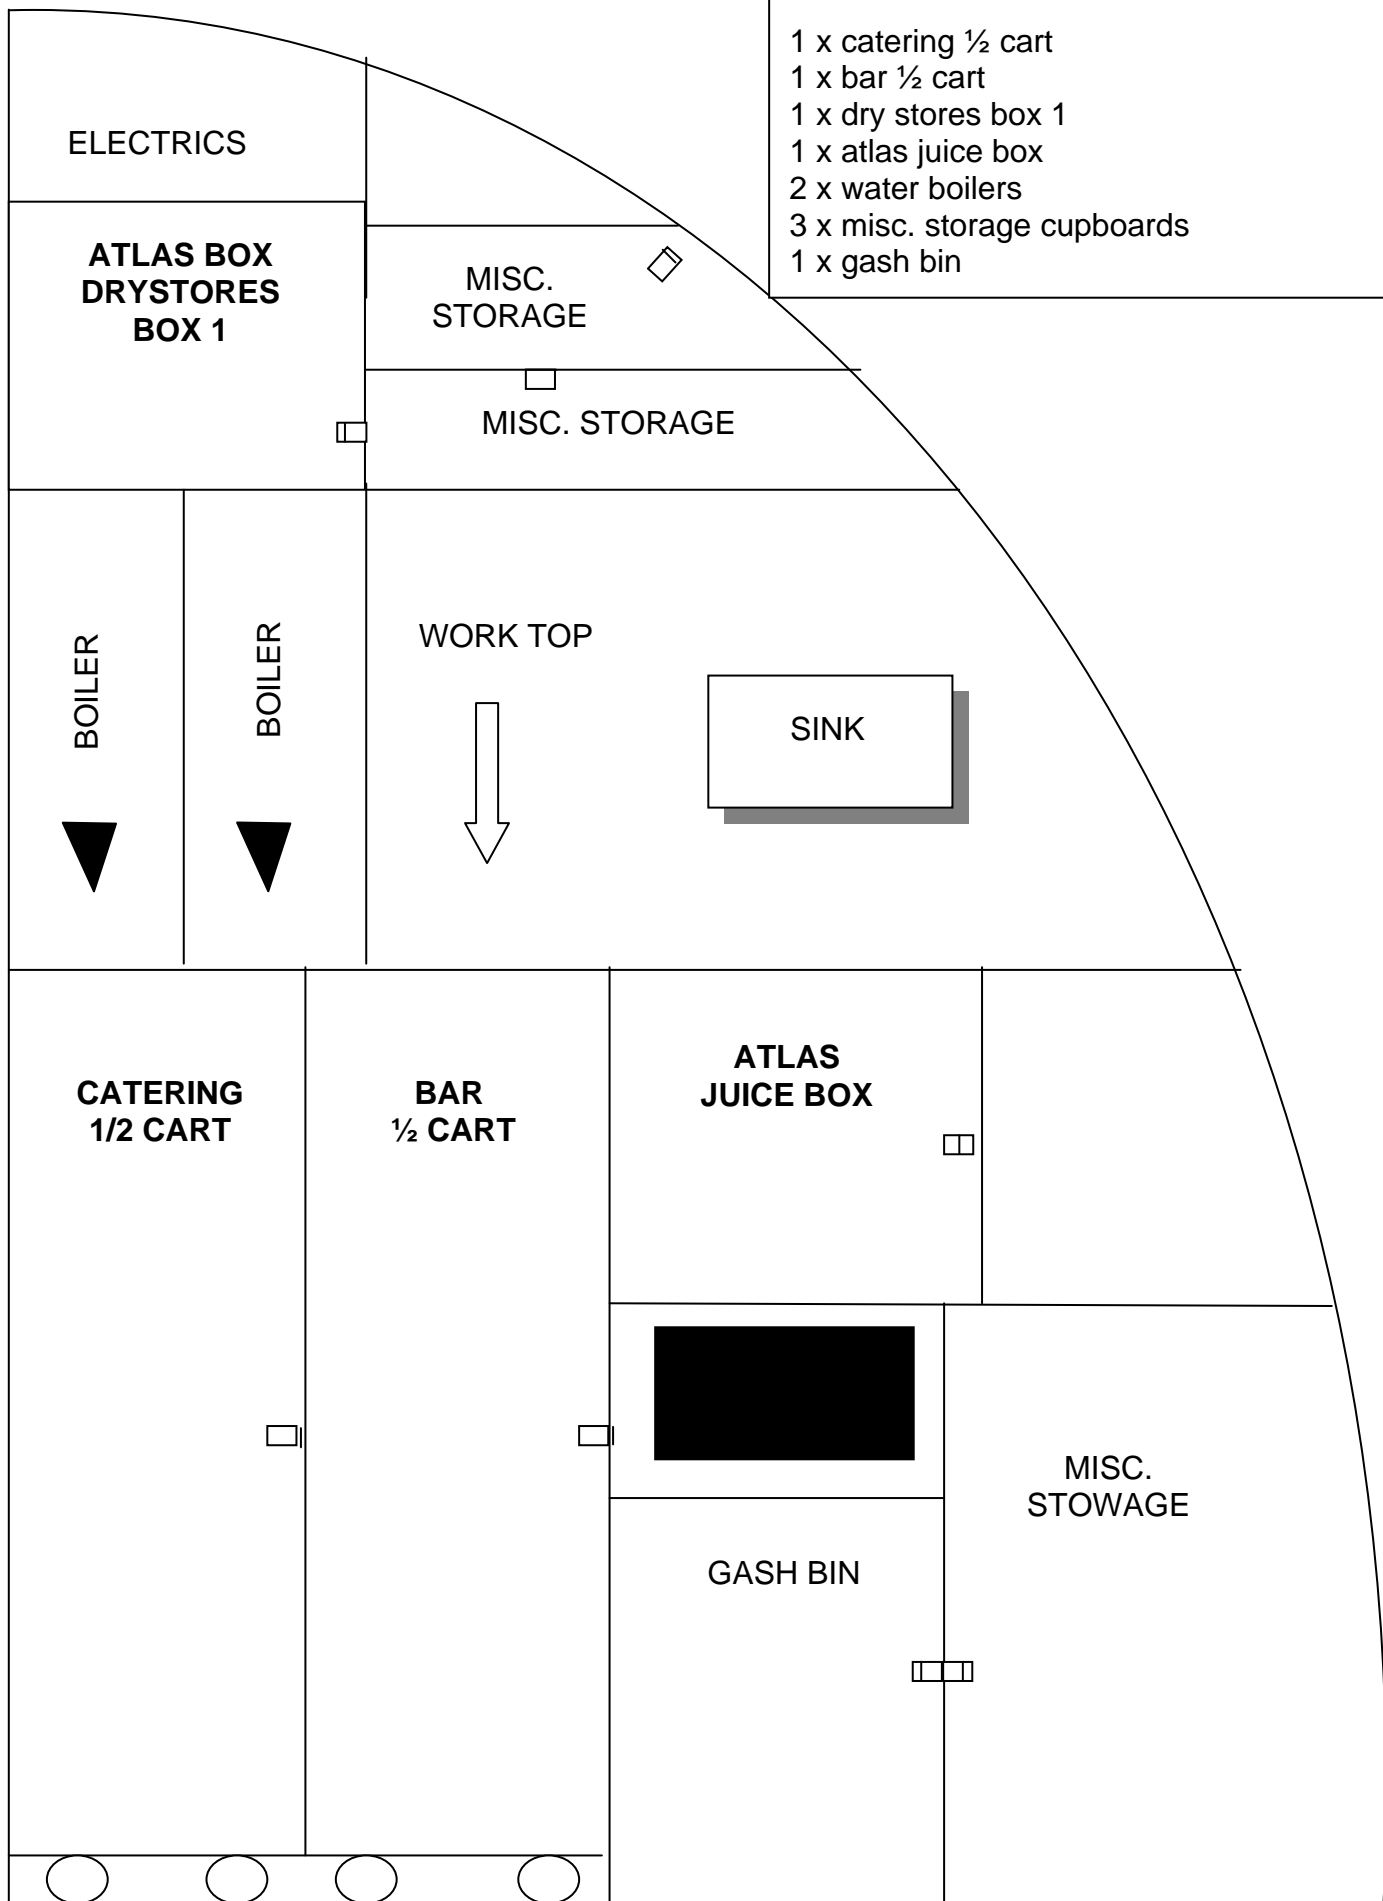 1 x catering ½ cart
1 x bar ½ cart
1 x dry stores box 1
1 x atlas juice box
2 x water boilers
3 x misc. storage cupboards
1 x gash bin
ELECTRICS
ATLAS BOX
DRYSTORES
BOX 1
MISC.
STORAGE
MISC. STORAGE
BOILER
BOILER
WORK TOP
SINK
CATERING
1/2 CART
BAR
½ CART
ATLAS
JUICE BOX
MISC.
STOWAGE
GASH BIN